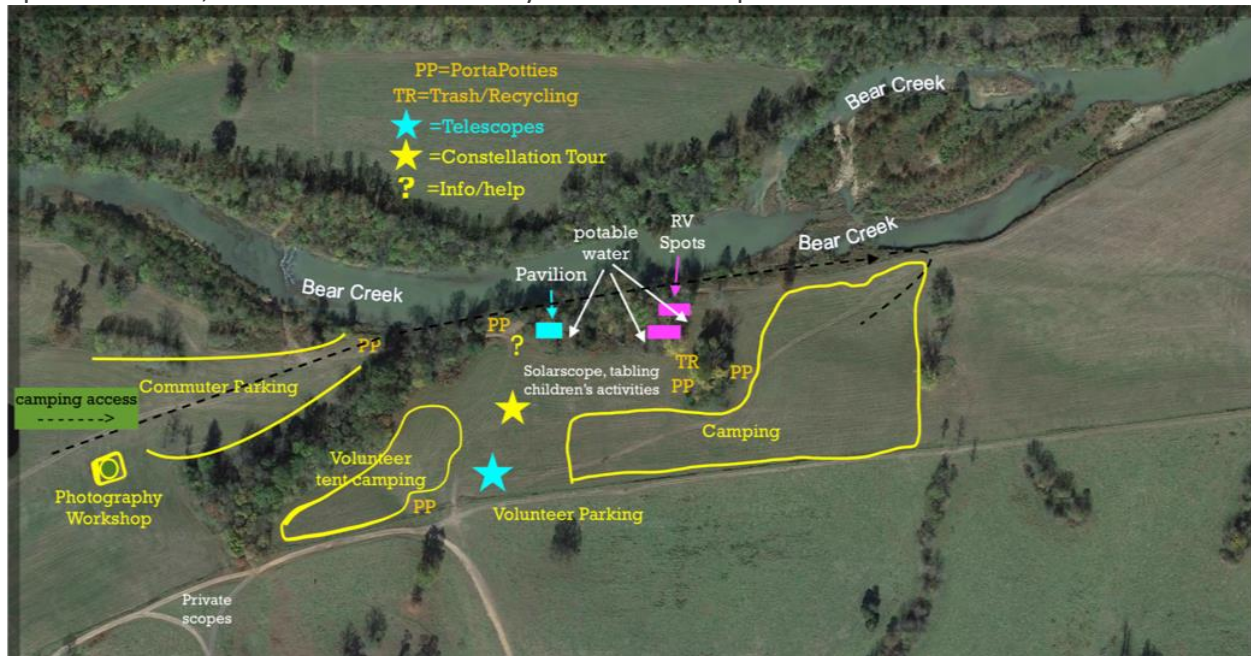 PP=PortaPotties
TR=Trash/Recycling
=Telescopes
=Constellation Tour
? =Info/help
Bear Creek
Bear Creek
Bear Creek
potable
water
RV
Spots
Pavilion
PP
?
PP
Commuter Parking
camping access
------->
Solarscope, tabling
children's activities
TR
PP
PP
Camping
Volunteer
tent camping
PP
Volunteer Parking
Photography
Workshop
Private
scopes